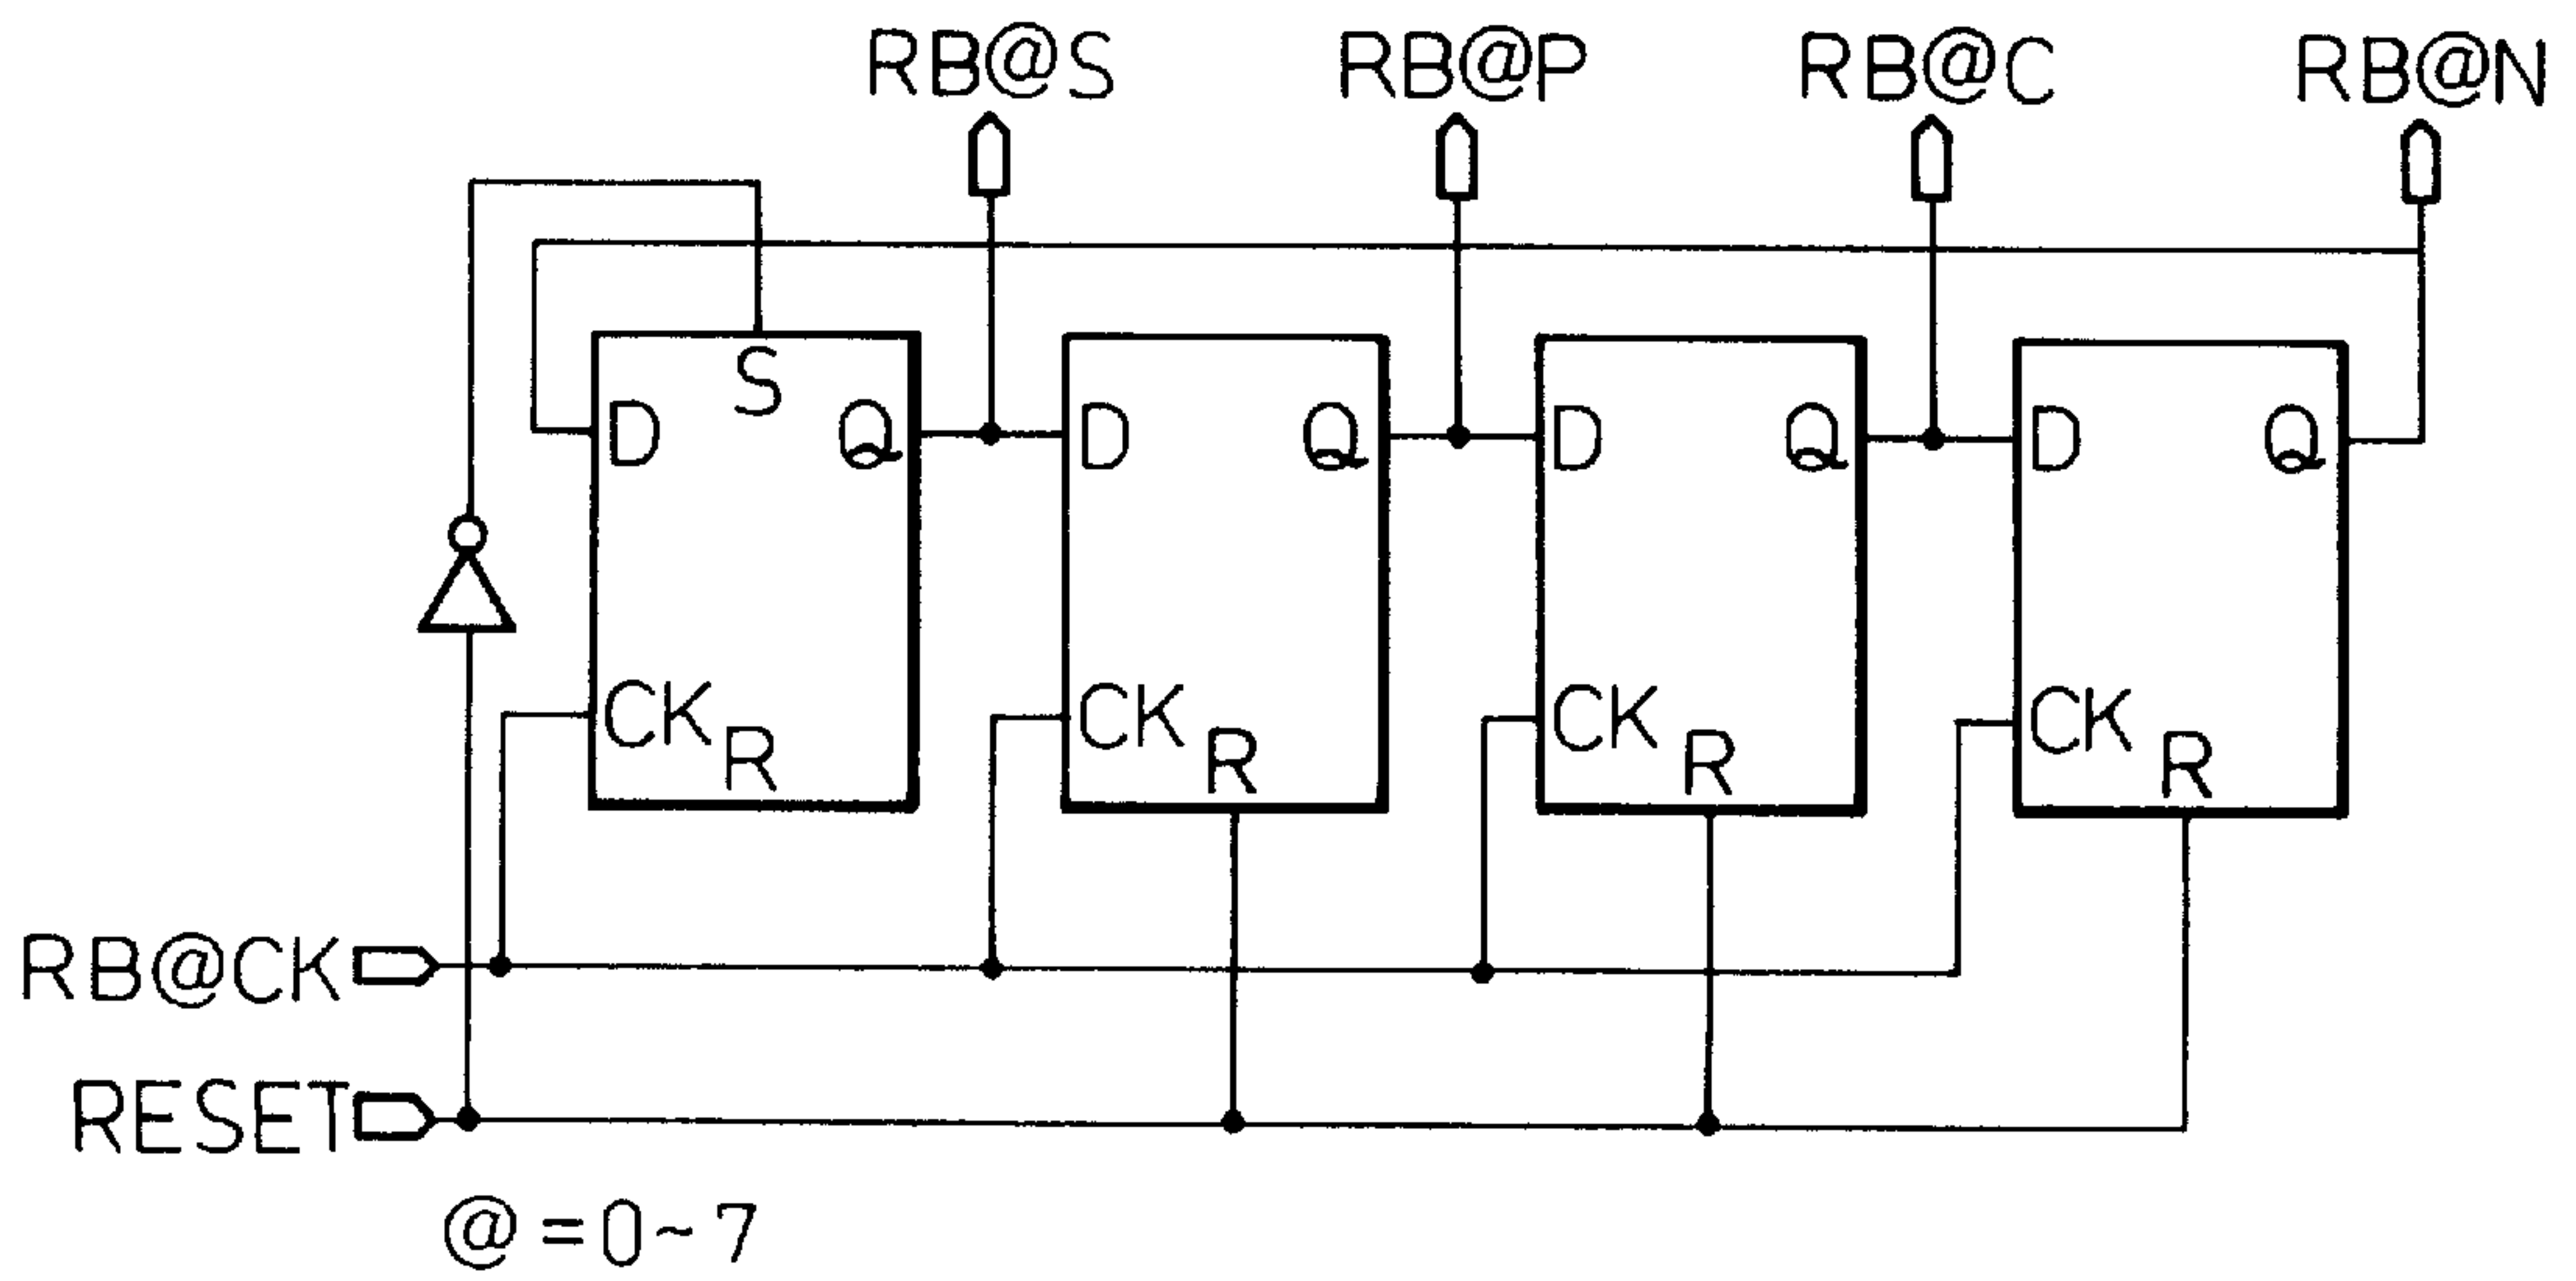 RB@S RB@P RB@C RB@N
S
D Q D Q D Q D Q
CK CK CK CK
R R R R
RB@CK
RESET
@=0~7